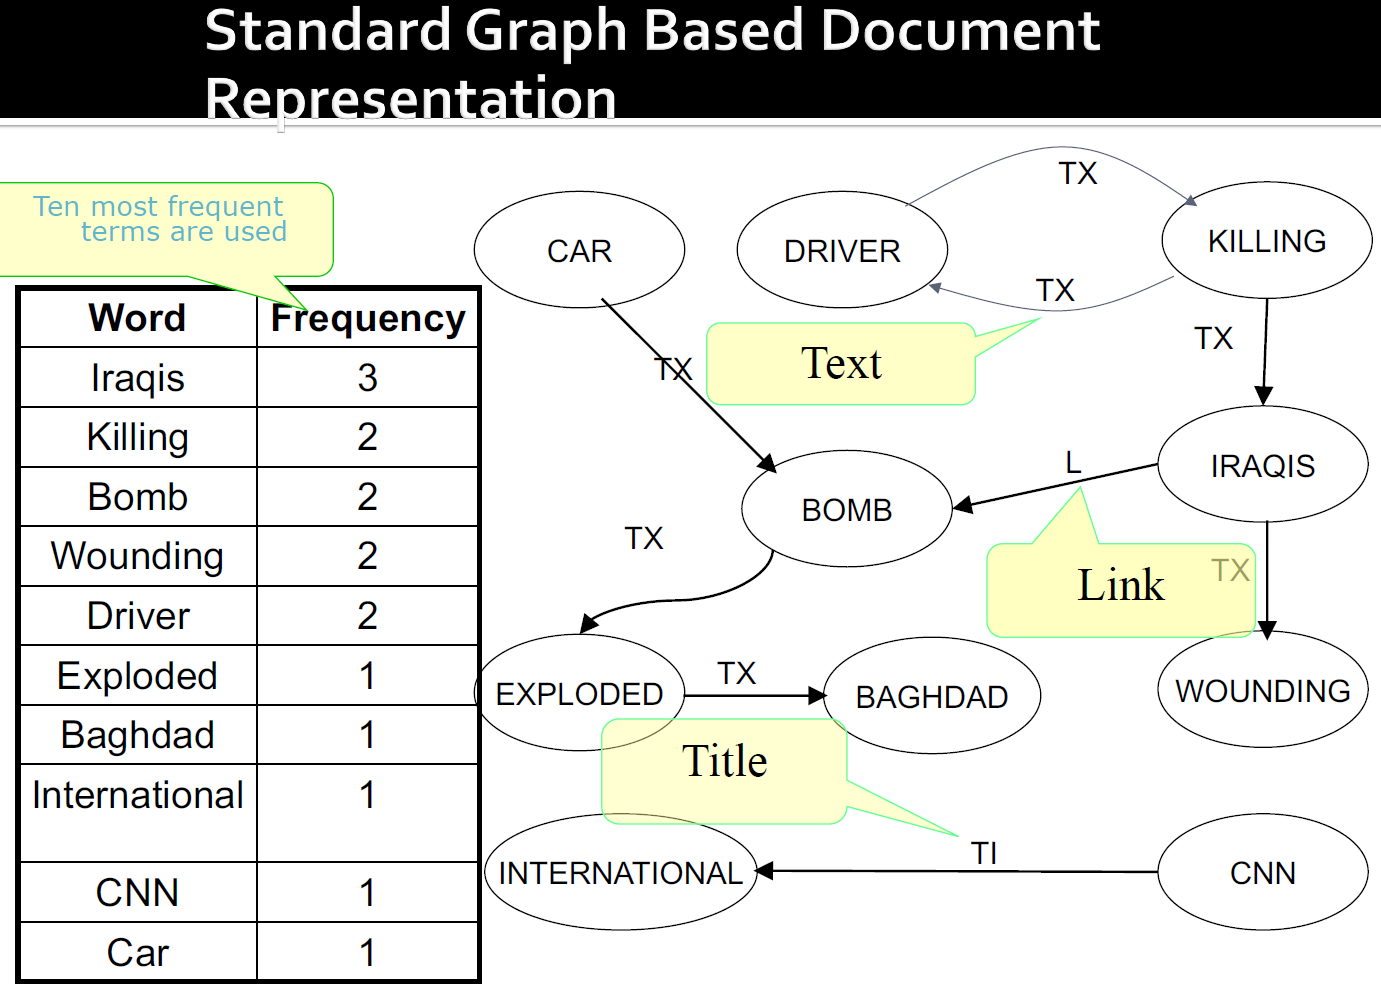 Standard Graph Based Document
Representation
Ten most frequent
terms are used
Word Frequency
Iraqis 3
Killing 2
Bomb 2
Wounding 2
Driver 2
Exploded 1
Baghdad 1
International 1
CNN 1
Car 1
TX
CAR
DRIVER
KILLING
TX
TX
Text
TX
L
IRAQIS
BOMB
TX
Link
TX
TX
EXPLODED
BAGHDAD
WOUNDING
Title
TI
INTERNATIONAL
CNN